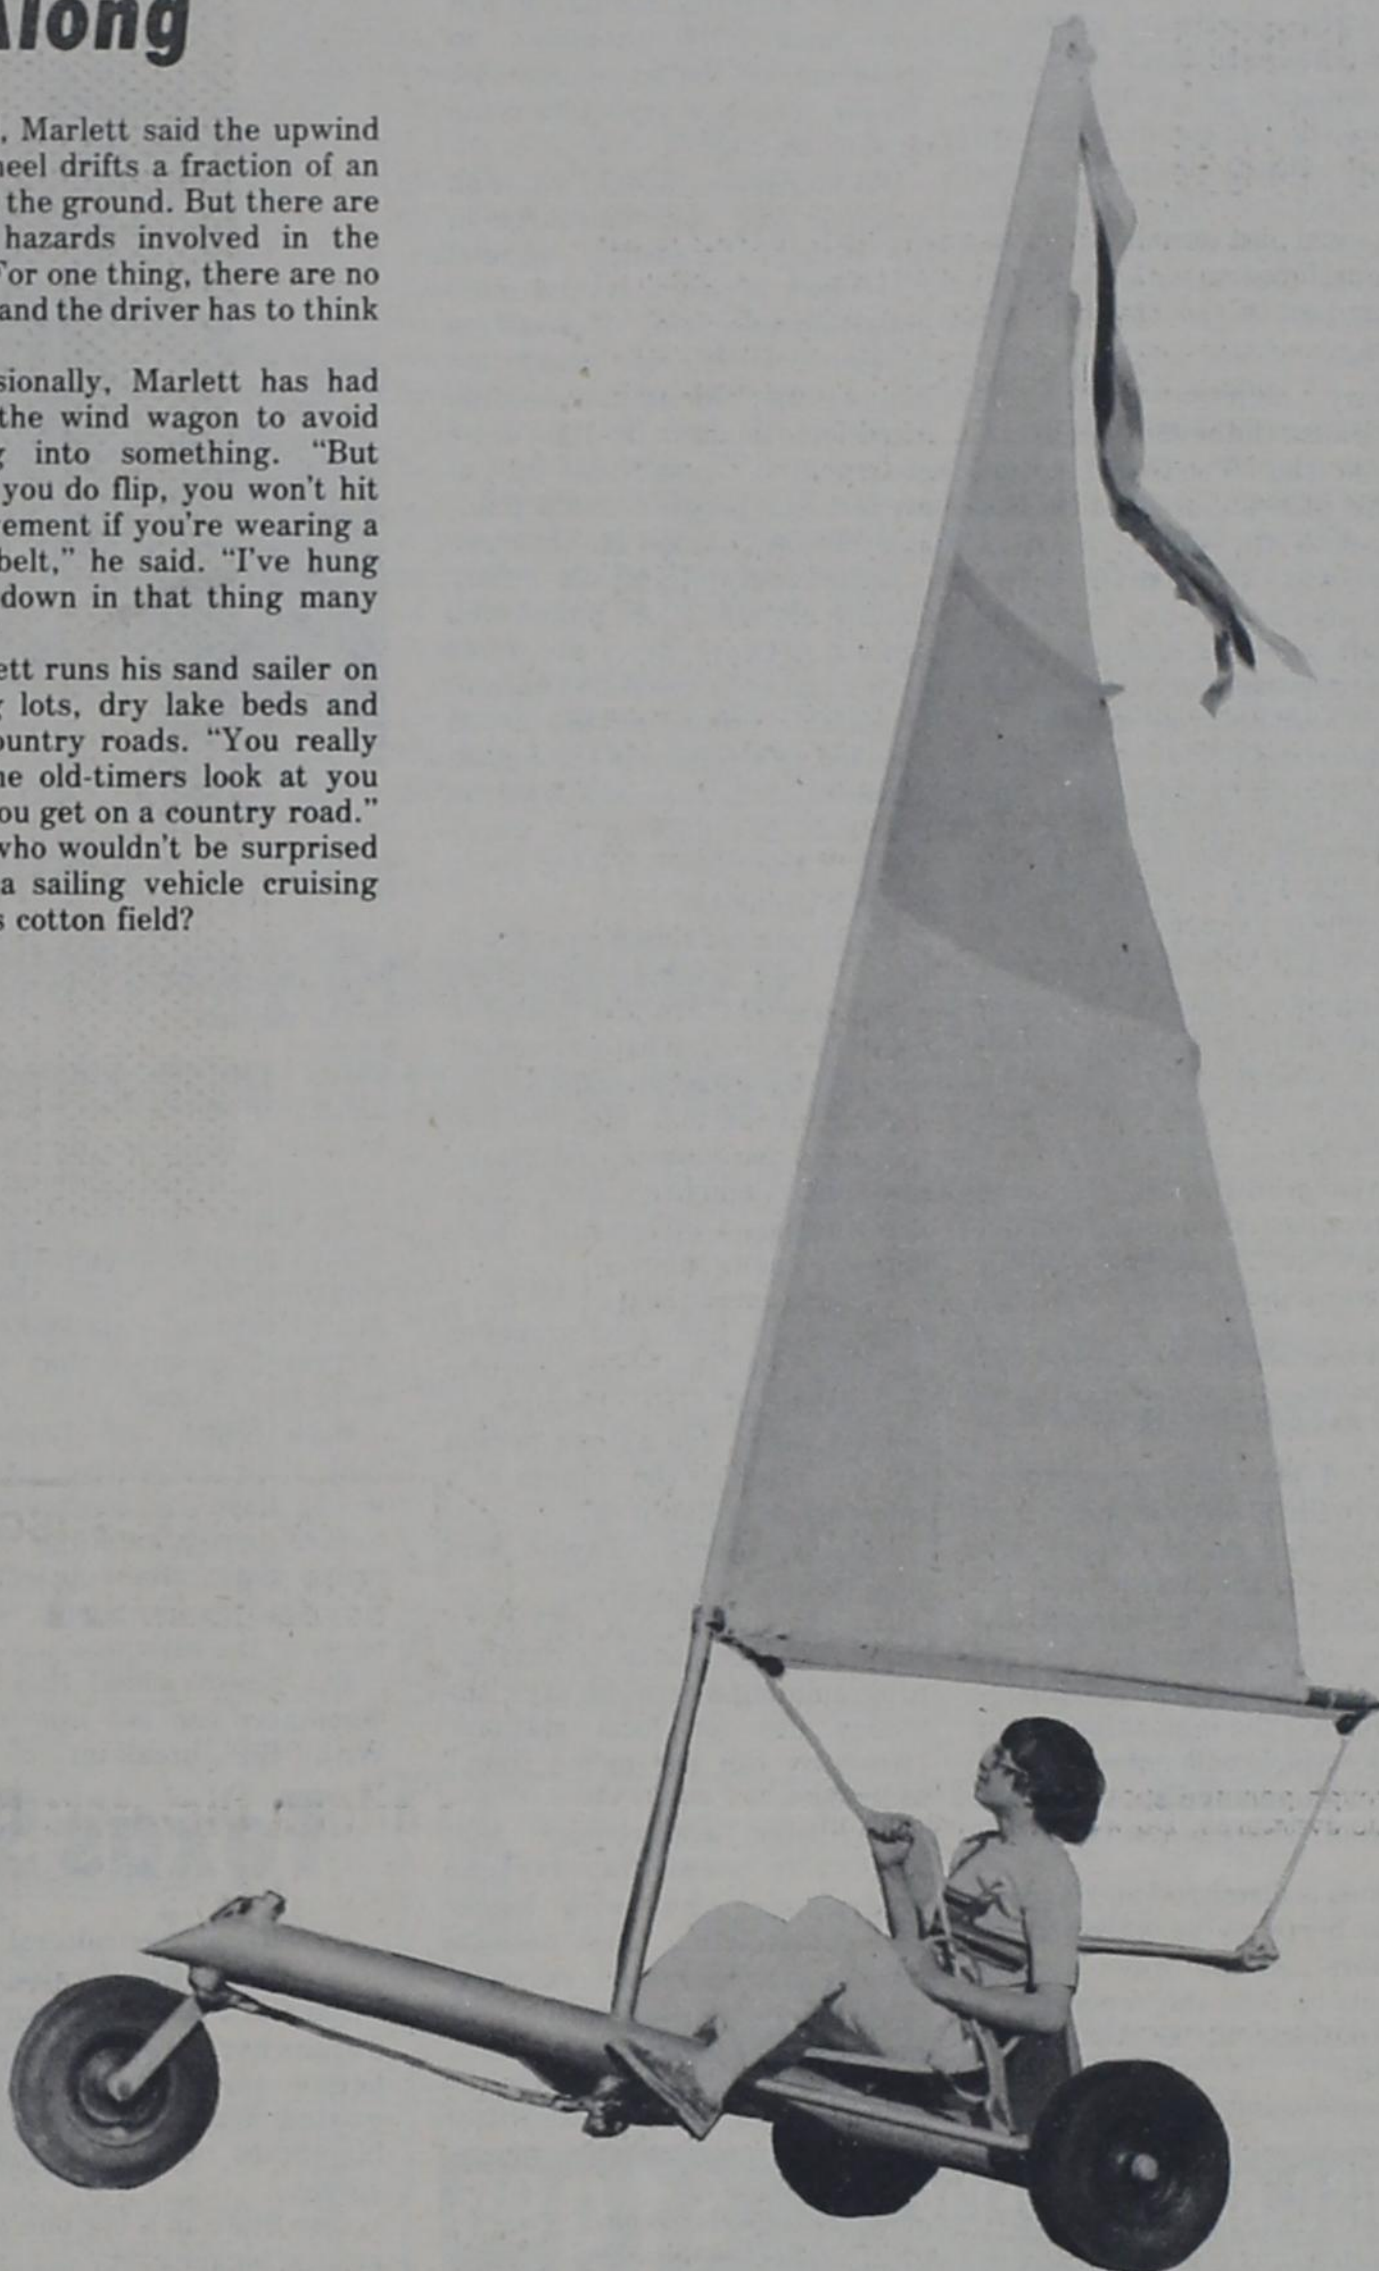 Along
, Marlett said the upwind
heel drifts a fraction of an
the ground. But there are
hazards involved in the
For one thing, there are no
and the driver has to think
sionally, Marlett has had
the wind wagon to avoid
g into something. “But
you do flip, you won't hit
vement if you're wearing a
belt,” he said. “I've hung
down in that thing many
ett runs his sand sailer on
g lots, dry lake beds and
ountry roads. “You really
he old-timers look at you
ou get on a country road.”
who wouldn't be surprised
a sailing vehicle cruising
s cotton field?